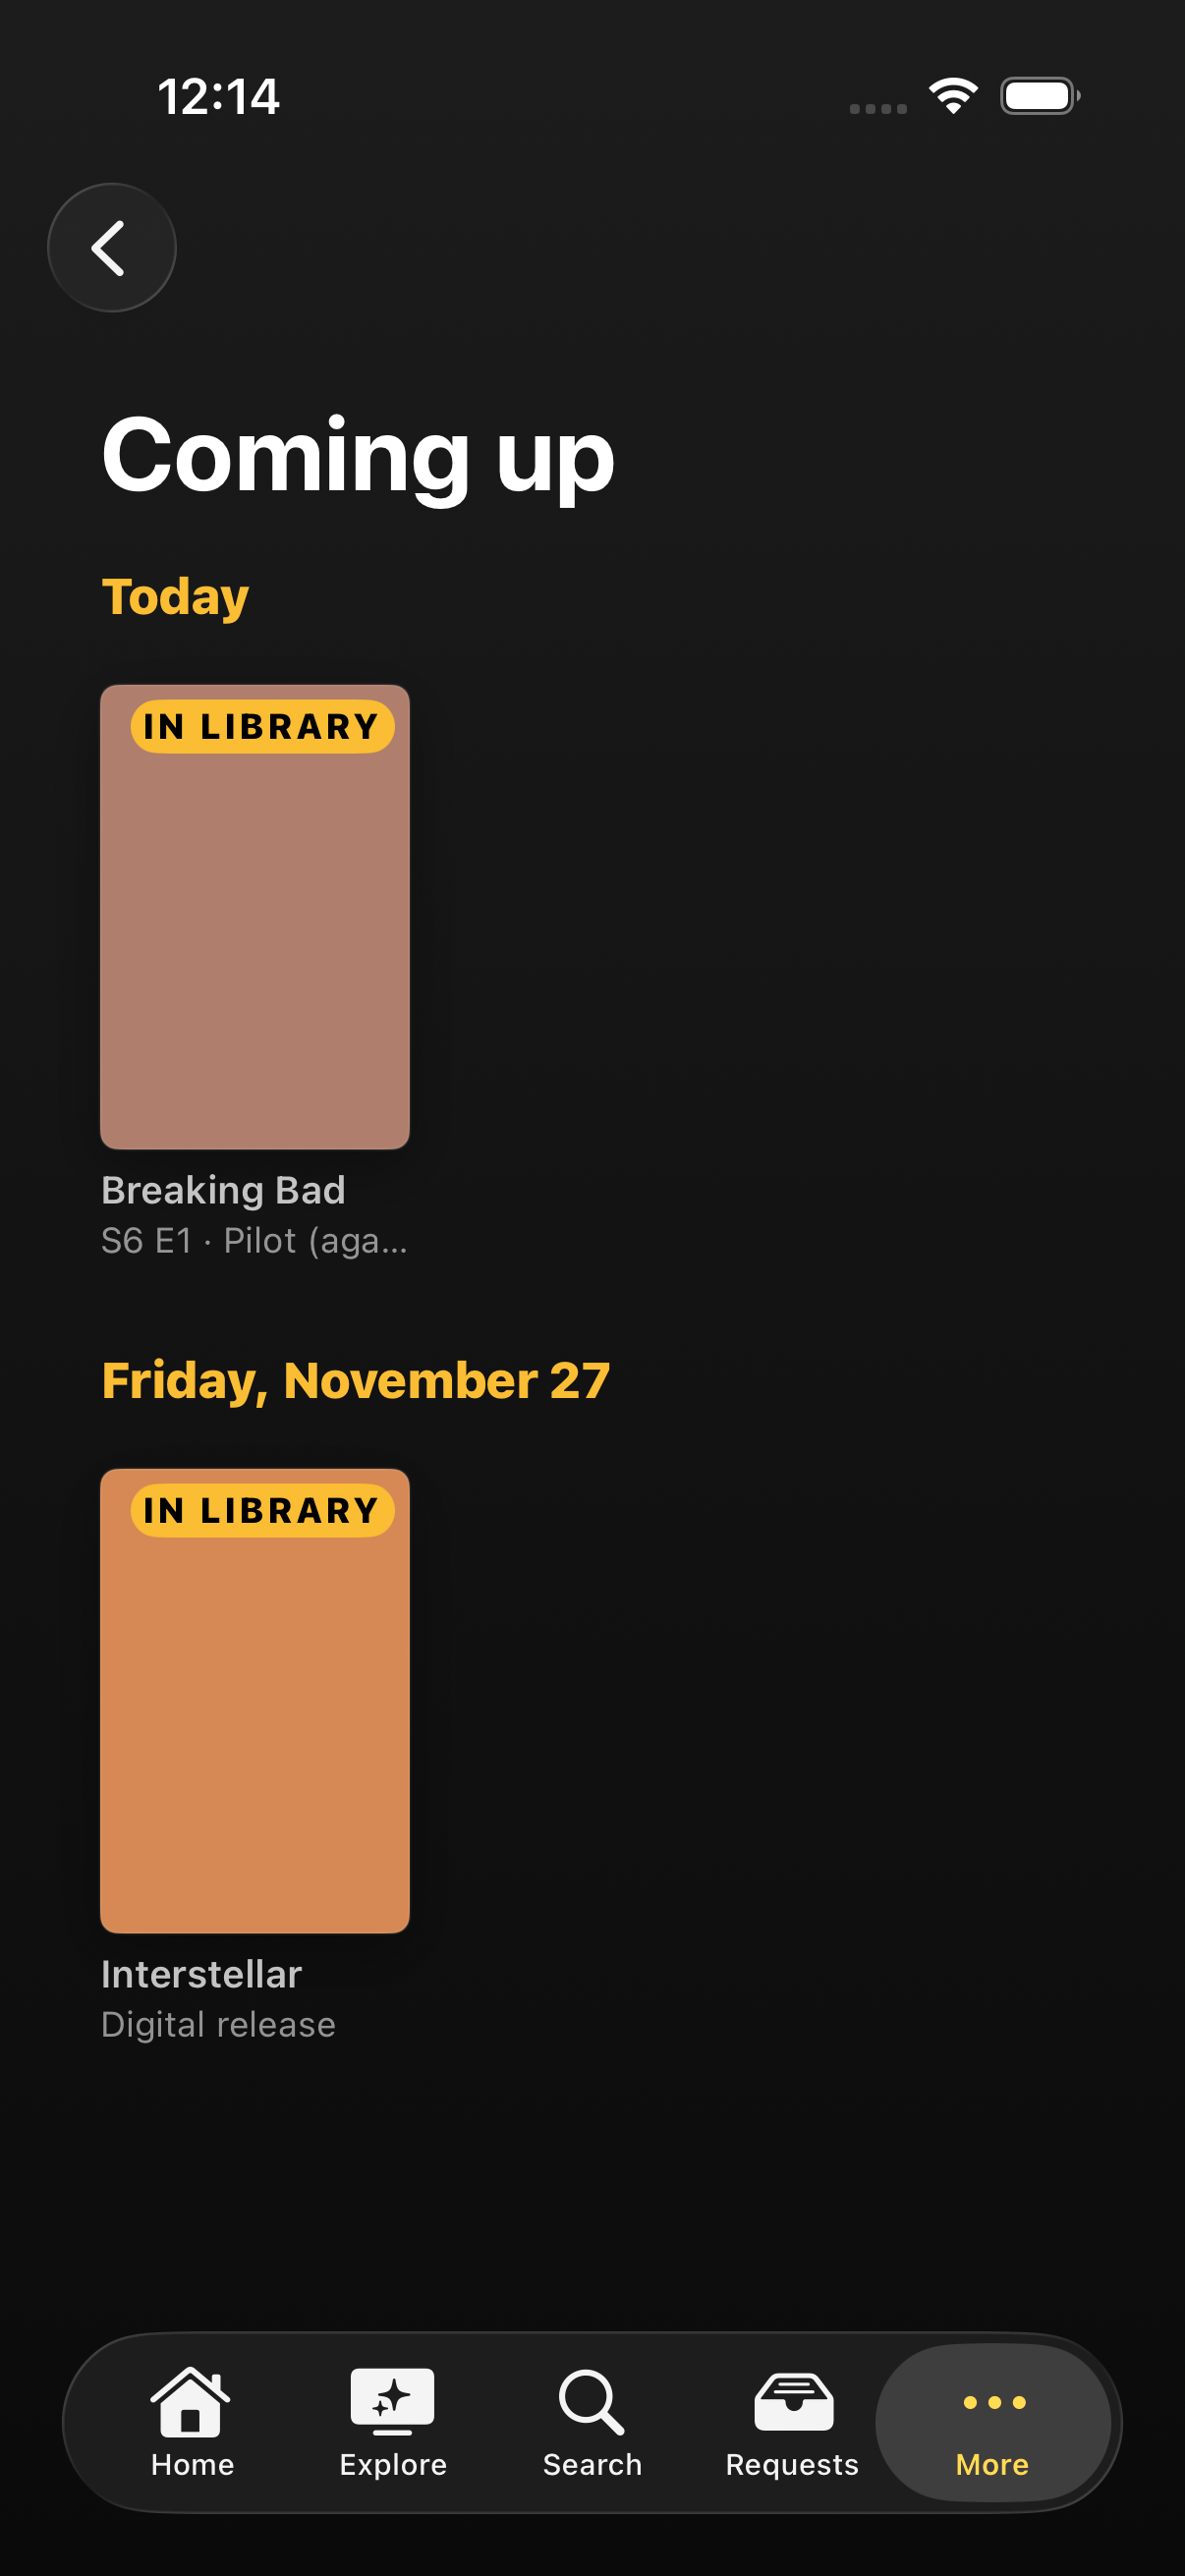 12:14
Coming up
Today
IN LIBRARY
Breaking Bad
S6 E1 · Pilot (aga...
Friday, November 27
IN LIBRARY
Interstellar
Digital release
Home
Explore
Search
Requests
More